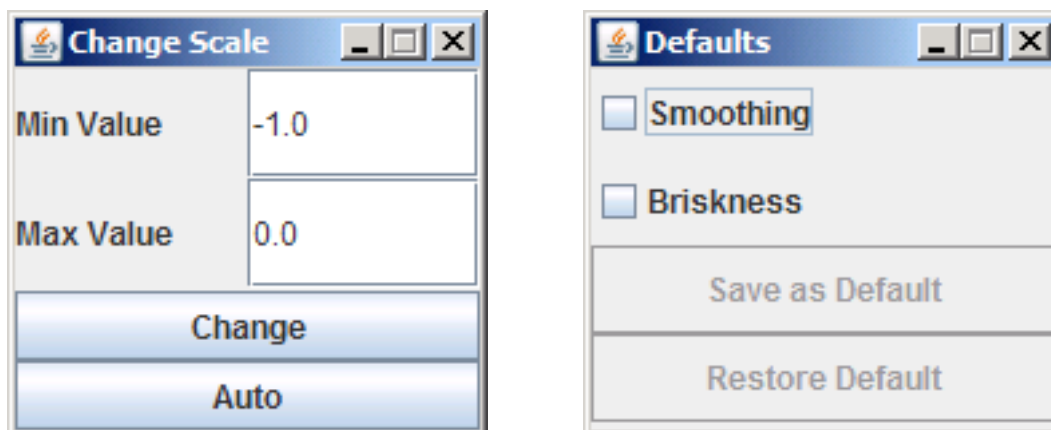 Change Scale
Min Value
-1.0
Max Value
0.0
Change
Auto
Defaults
Smoothing
Briskness
Save as Default
Restore Default